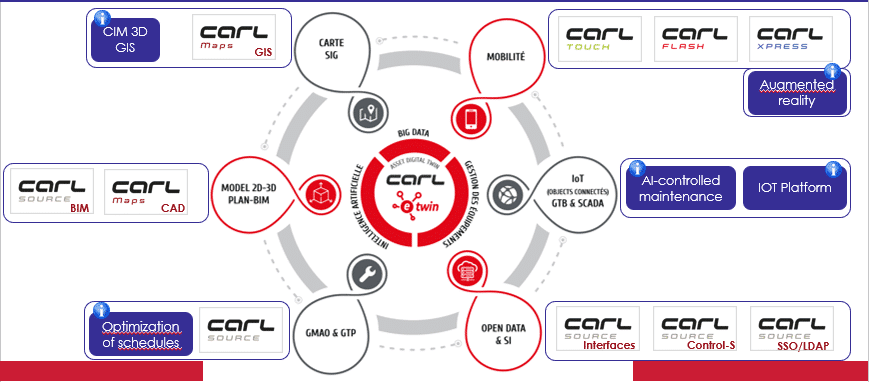 CIM 3D
GIS
CARL
Maps
GIS
CARTE
SIG
MOBILITÉ
CARL
TOUCH
CARL
FLASH
CARL
XPRESS
Augmented
reality
CARL
SOURCE
BIM
CARL
Maps
CAD
MODEL 2D-3D
PLAN-BIM
BIG DATA
INTELLIGENCE ARTIFICIELLE
GESTION DES ÉQUIPEMENTS
ASSET DIGITAL TWIN
CARL
e twin
IoT
(OBJECTS CONNECTÉS)
GTB & SCADA
AI-controlled
maintenance
IOT Platform
Optimization
of schedules
CARL
SOURCE
GMAO & GTP
OPEN DATA
& SI
CARL
SOURCE
Interfaces
CARL
SOURCE
Control-S
CARL
SOURCE
SSO/LDAP